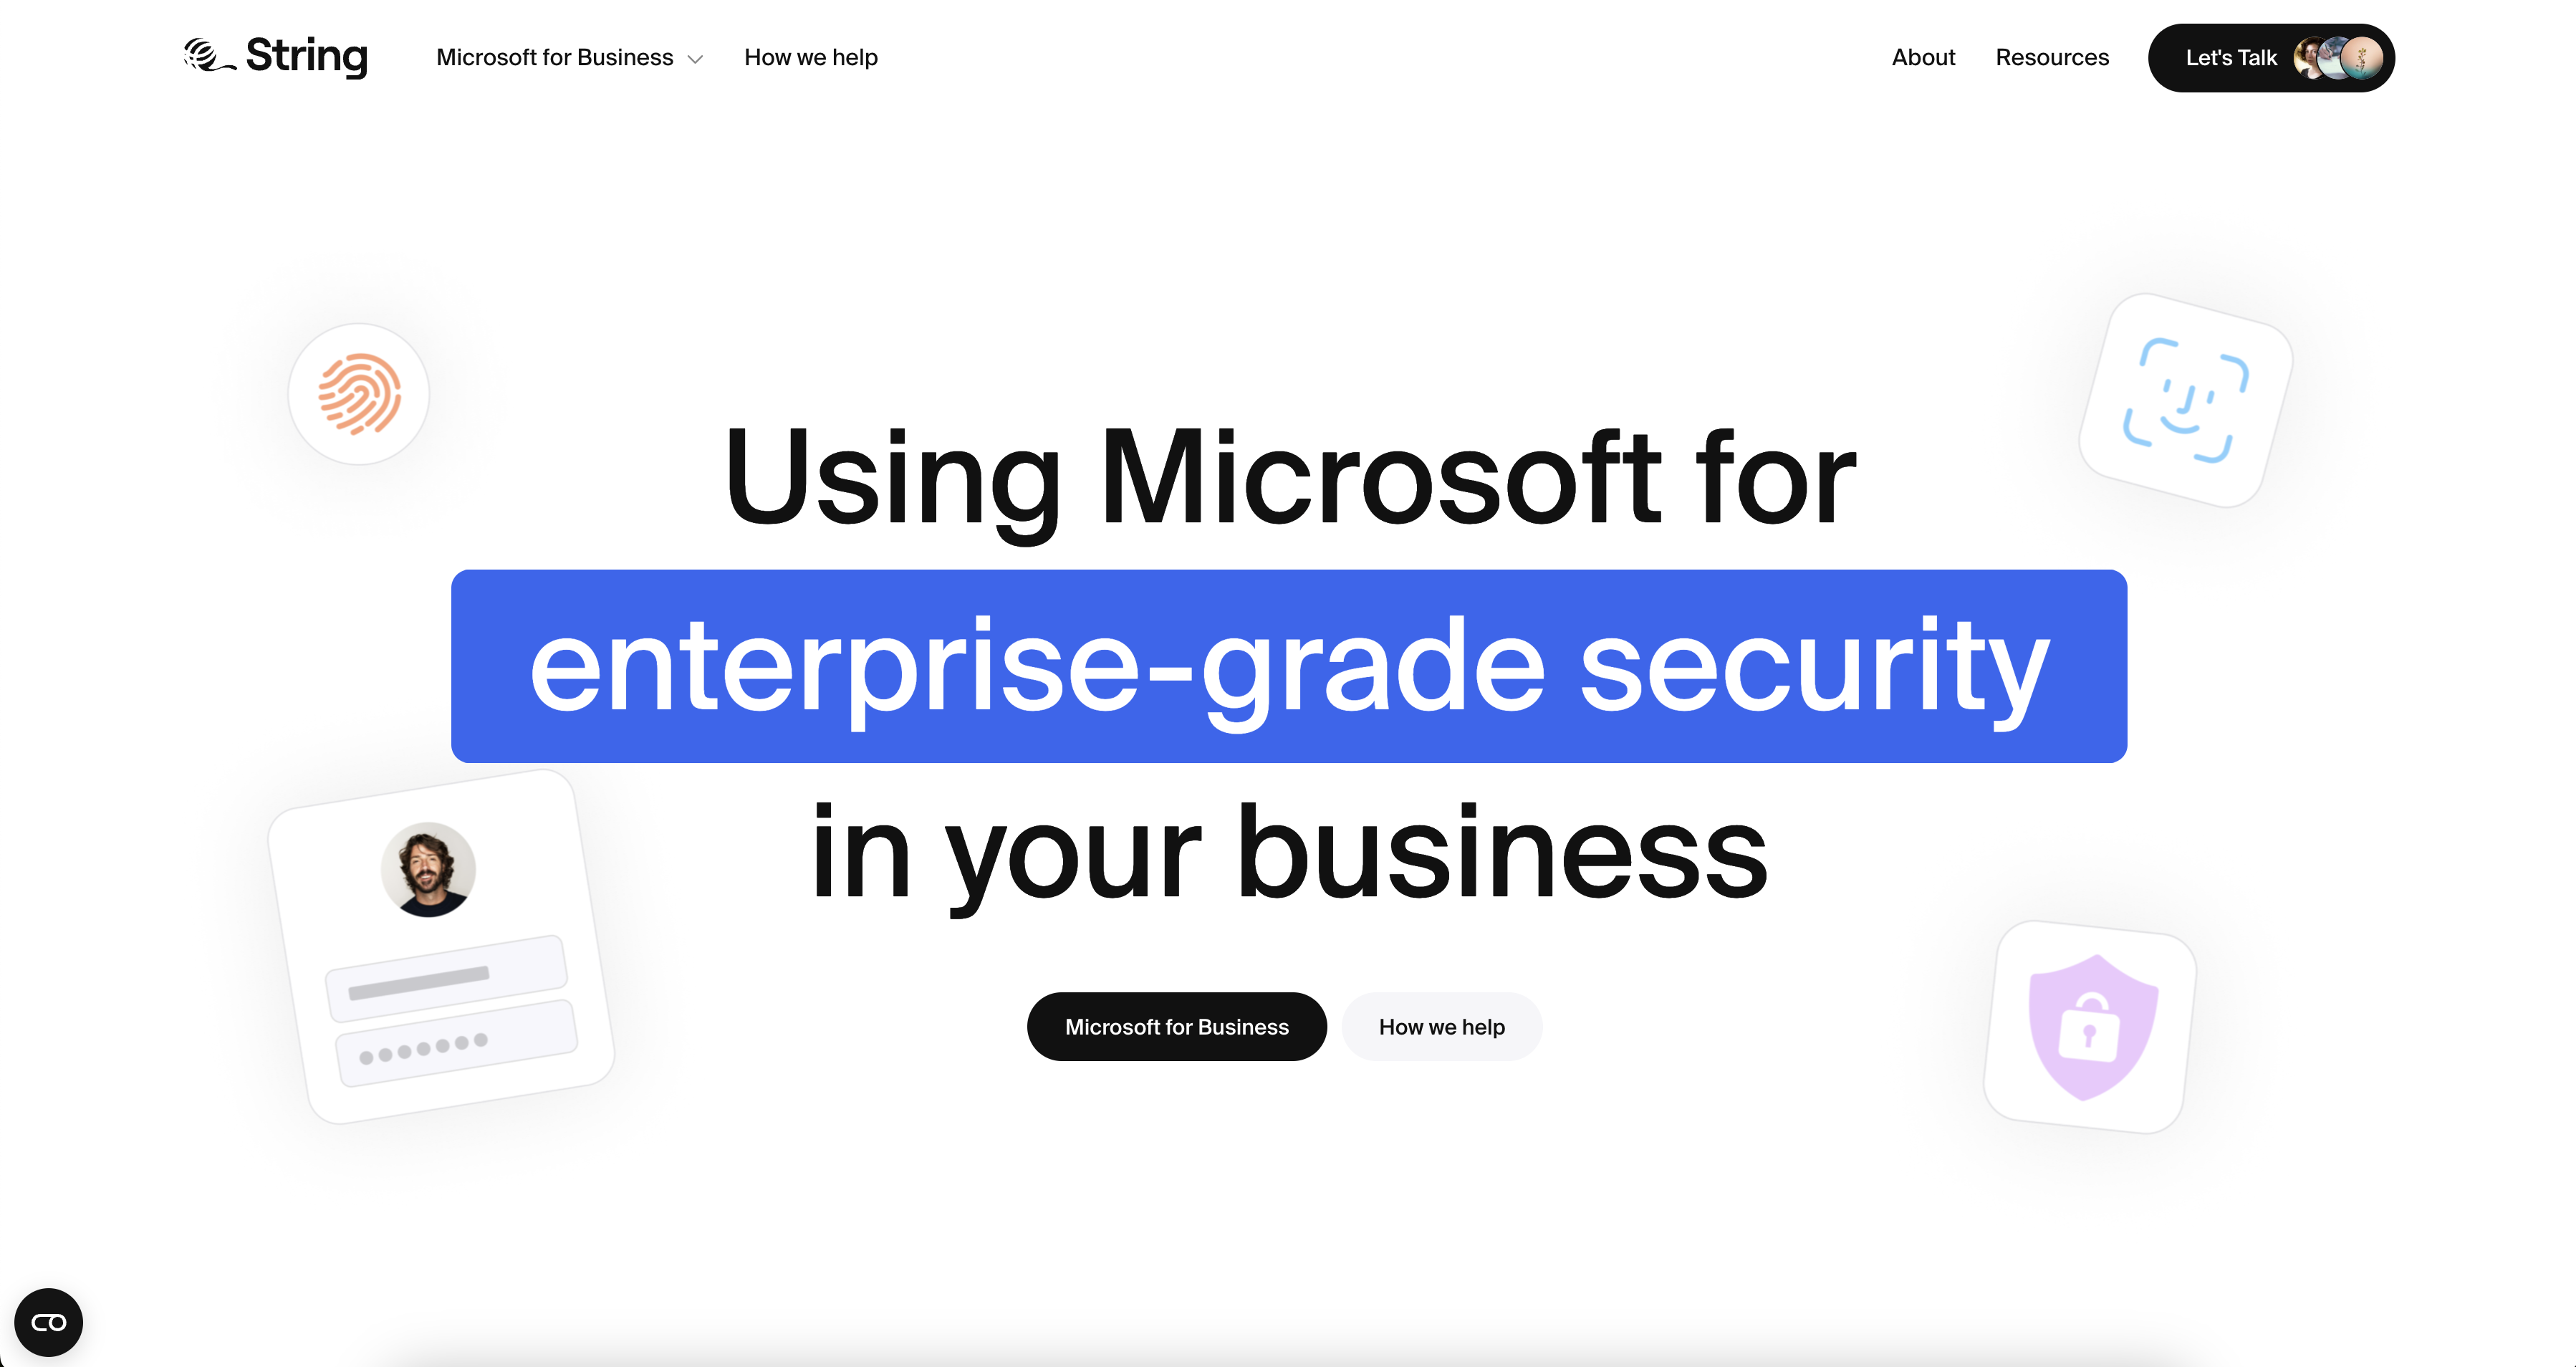 String
Microsoft for Business
How we help
About
Resources
Let's Talk
Using Microsoft for
enterprise-grade security
in your business
Microsoft for Business
How we help